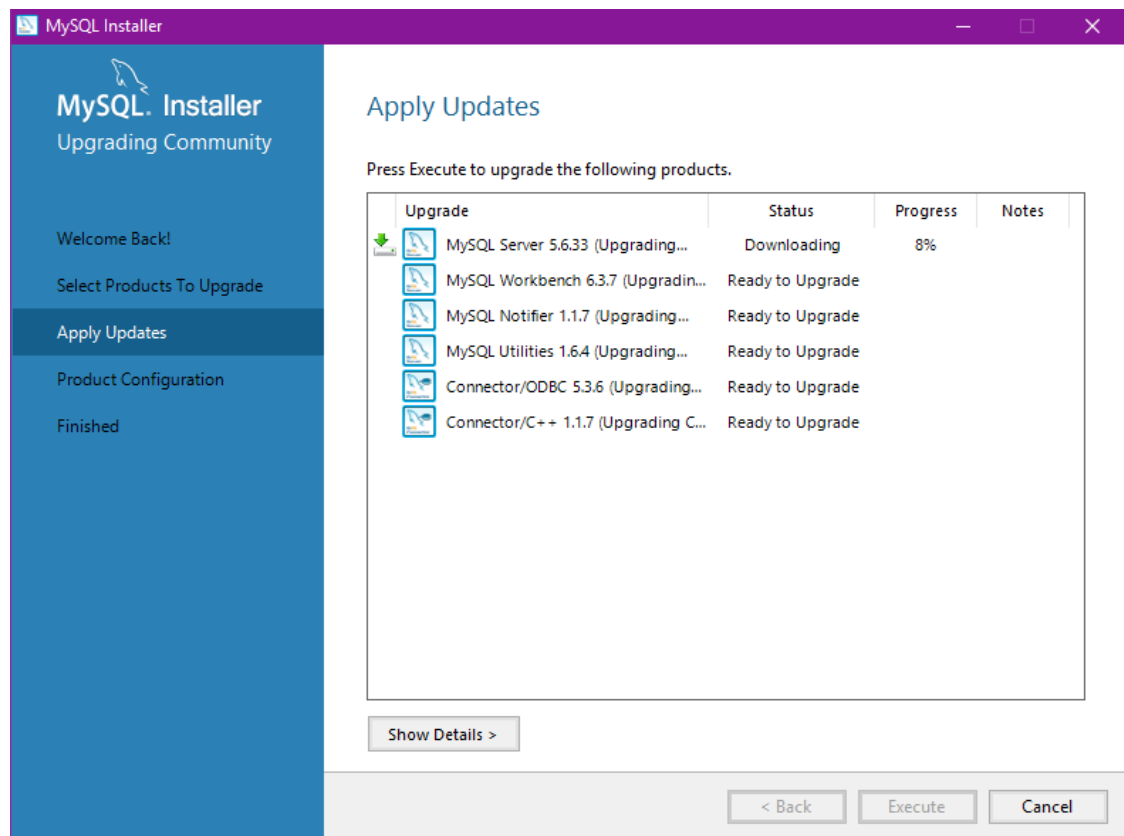 MySQL Installer
MySQL. Installer
Upgrading Community
Welcome Back!
Select Products To Upgrade
Apply Updates
Product Configuration
Finished
Apply Updates
Press Execute to upgrade the following products.
Upgrade Status Progress Notes
MySQL Server 5.6.33 (Upgrading... Downloading 8%
MySQL Workbench 6.3.7 (Upgradin... Ready to Upgrade
MySQL Notifier 1.1.7 (Upgrading... Ready to Upgrade
MySQL Utilities 1.6.4 (Upgrading... Ready to Upgrade
Connector/ODBC 5.3.6 (Upgrading... Ready to Upgrade
Connector/C++ 1.1.7 (Upgrading C... Ready to Upgrade
Show Details >
< Back Execute Cancel